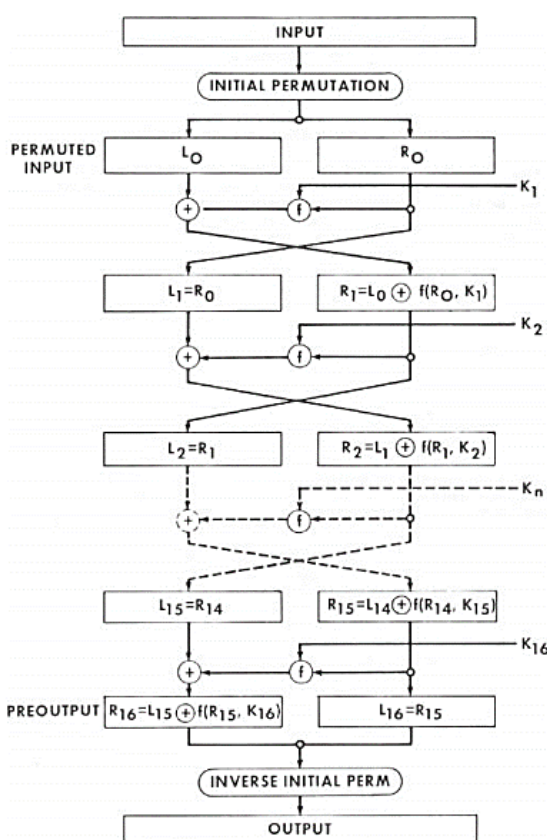 INPUT
INITIAL PERMUTATION
PERMUTED
INPUT
L0
R0
K1
+
f
L1=R0
R1=L0 ⊕ f(R0, K1)
K2
+
f
L2=R1
R2=L1 ⊕ f(R1, K2)
Kn
+
f
L15=R14
R15=L14 ⊕ f(R14, K15)
K16
+
f
PREOUTPUT
R16=L15 ⊕ f(R15, K16)
L16=R15
INVERSE INITIAL PERM
OUTPUT